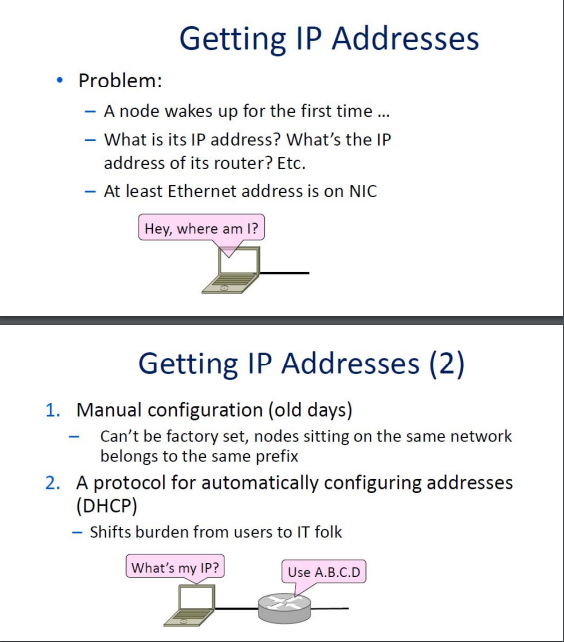 Getting IP Addresses
• Problem:
– A node wakes up for the first time ...
– What is its IP address? What's the IP
address of its router? Etc.
– At least Ethernet address is on NIC
Hey, where am I?
Getting IP Addresses (2)
1. Manual configuration (old days)
– Can't be factory set, nodes sitting on the same network
belongs to the same prefix
2. A protocol for automatically configuring addresses
(DHCP)
– Shifts burden from users to IT folk
What's my IP?
Use A.B.C.D